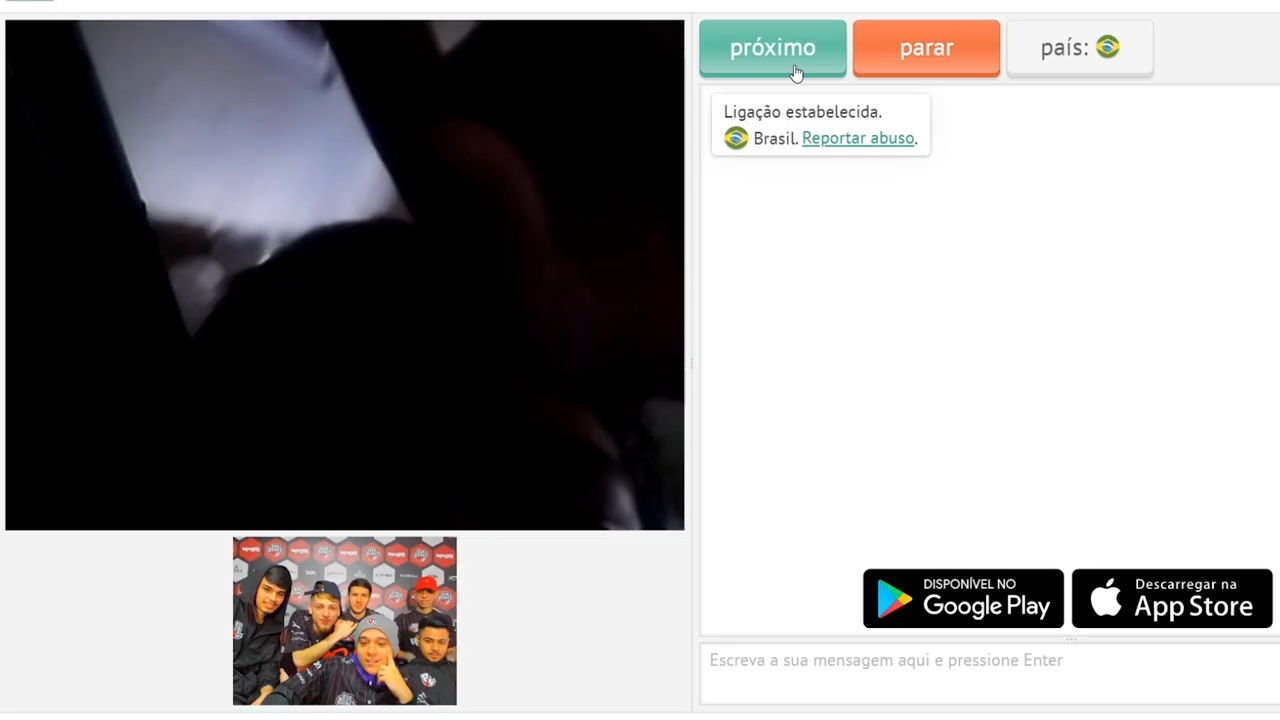 próximo
parar
país:
Ligação estabelecida.
Brasil. Reportar abuso.
DISPONÍVEL NO
Google Play
Descarregar na
App Store
Escreva a sua mensagem aqui e pressione Enter